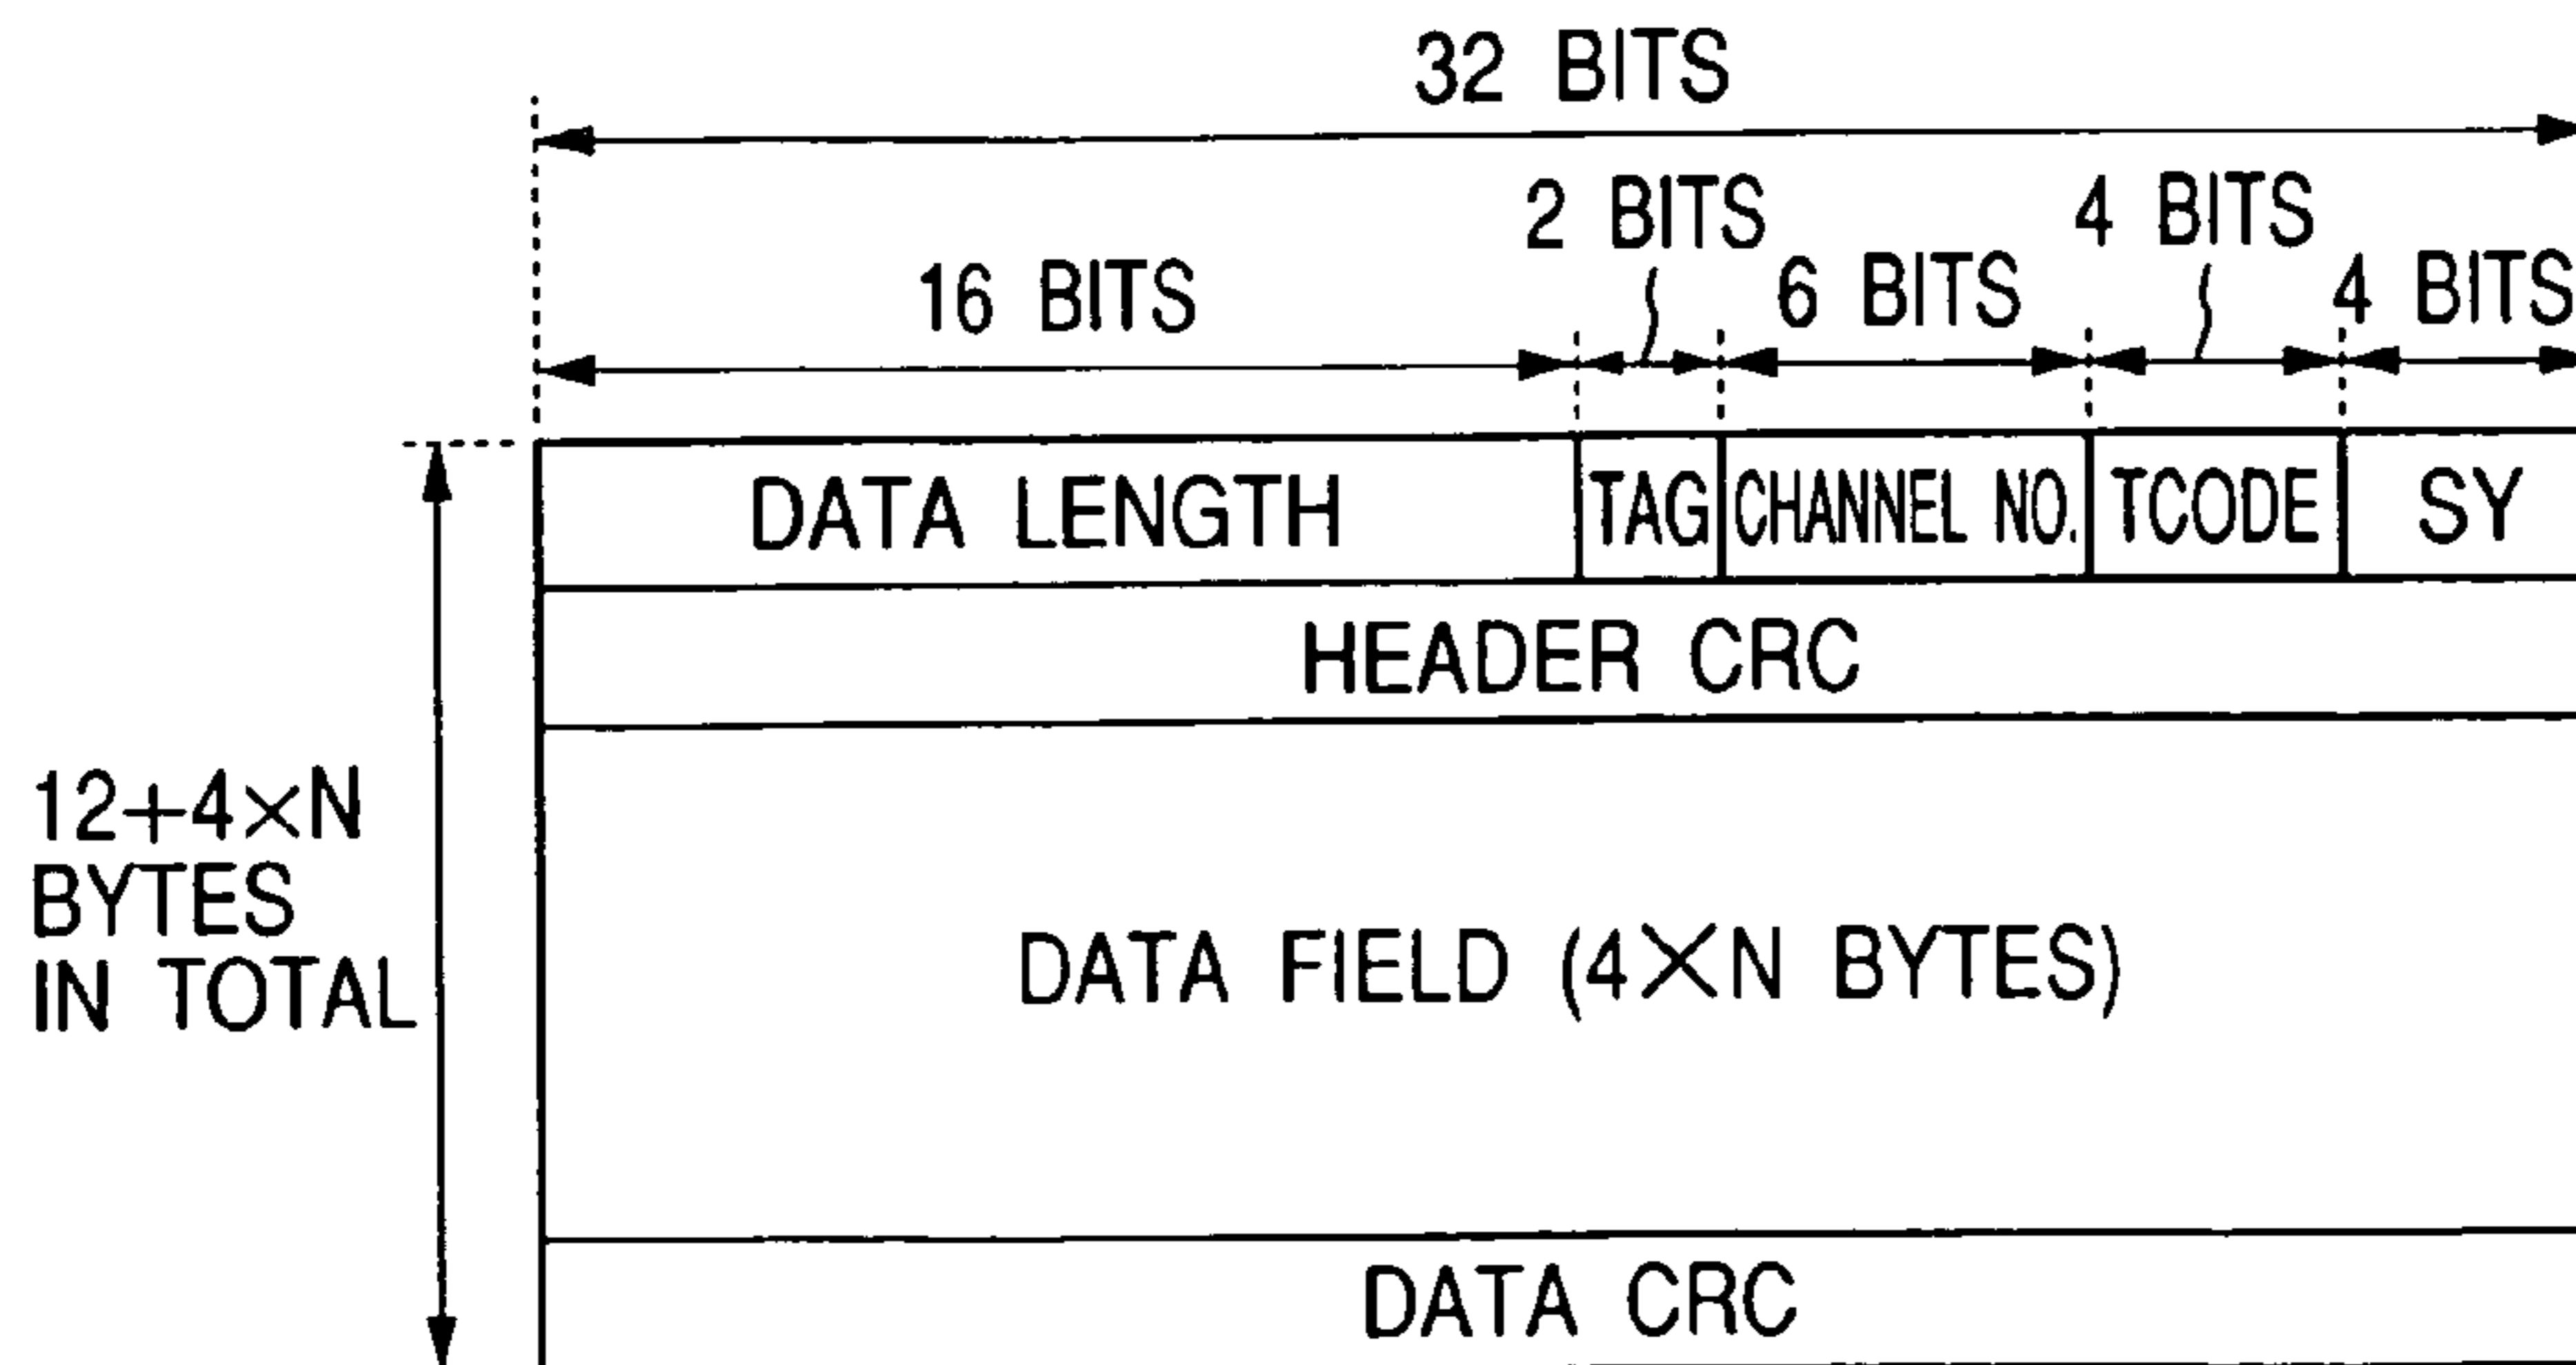 32 BITS
2 BITS
4 BITS
16 BITS
6 BITS
4 BITS
DATA LENGTH
TAG
CHANNEL NO.
TCODE
SY
HEADER CRC
12+4×N
BYTES
IN TOTAL
DATA FIELD (4×N BYTES)
DATA CRC